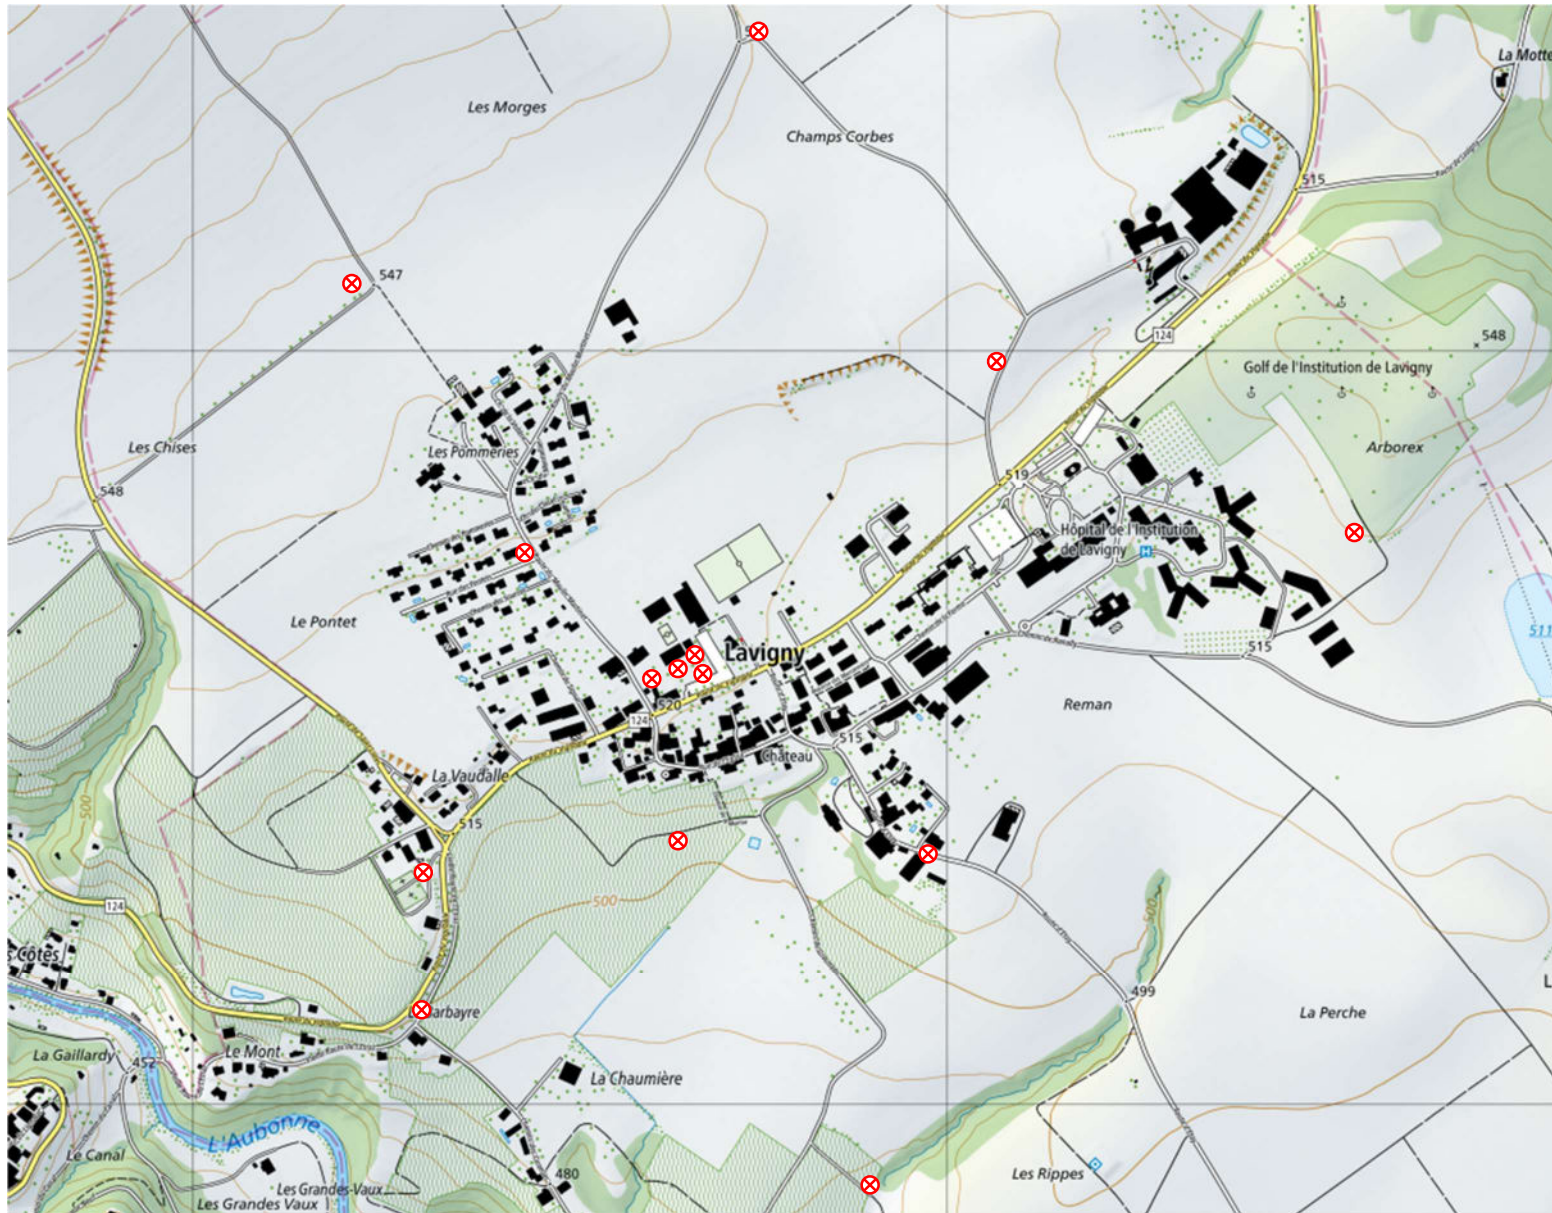 La Motte
Les Morges
Champs Corbes
515
547
124
548
Golf de l'Institution de Lavigny
Les Chises
Les Pommeries
Arborex
519
548
Hôpital de l'Institution
de Lavigny
Le Pontet
511
Lavigny
515
520
Reman
124
515
Château
La Vaudalle
515
500
500
500
124
s Côtes
499
La Perche
La Gaillardy
452
Le Mont
La Chaumière
L'Aubonne
Le Canal
480
Les Rippes
Les Grandes-Vaux
Les Grandes Vaux